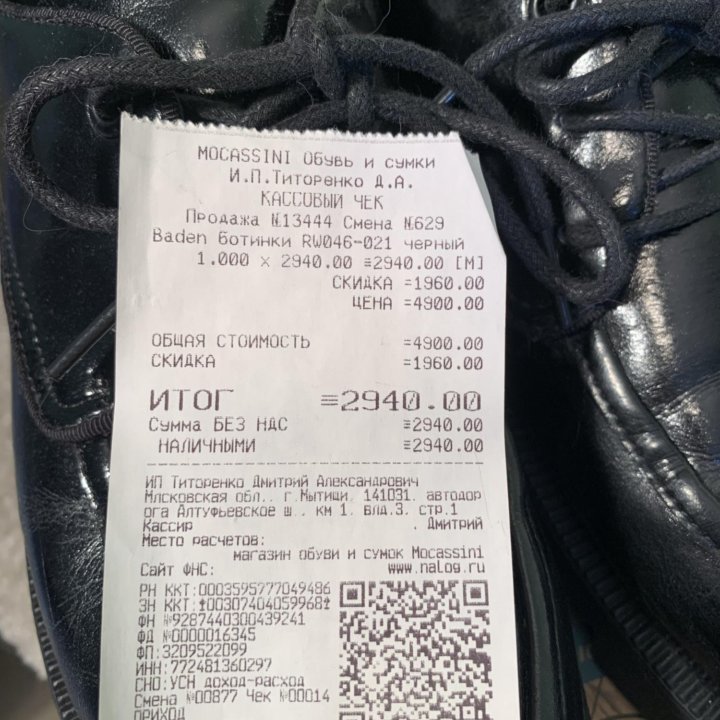 MOCASSINI Обувь и сумки
И.П.Титоренко Д.А.
КАССОВЫЙ ЧЕК
Продажа №13444 Смена №629
Baden ботинки RW046-021 черный
1.000 x 2940.00 ≡2940.00 [М]
СКИДКА =1960.00
ЦЕНА =4900.00
ОБЩАЯ СТОИМОСТЬ =4900.00
СКИДКА =1960.00
ИТОГ ≡2940.00
Сумма БЕЗ НДС ≡2940.00
НАЛИЧНЫМИ ≡2940.00
ИП Титоренко Дмитрий Александрович
Млсковская обл., г.Мытищи, 141031, автодор
ога Алтуфьевское ш., км 1, влд.3, стр.1
Кассир . Дмитрий
Место расчетов:
магазин обуви и сумок Mocassini
Сайт ФНС: www.nalog.ru
РН ККТ:0003595777049486
ЗН ККТ:‡00307404059968‡
ФН №9287440300439241
ФД №0000016345
ФП:3209522099
ИНН:772481360297
СНО:УСН доход-расход
Смена №00877 Чек №00014
ПРИХОД